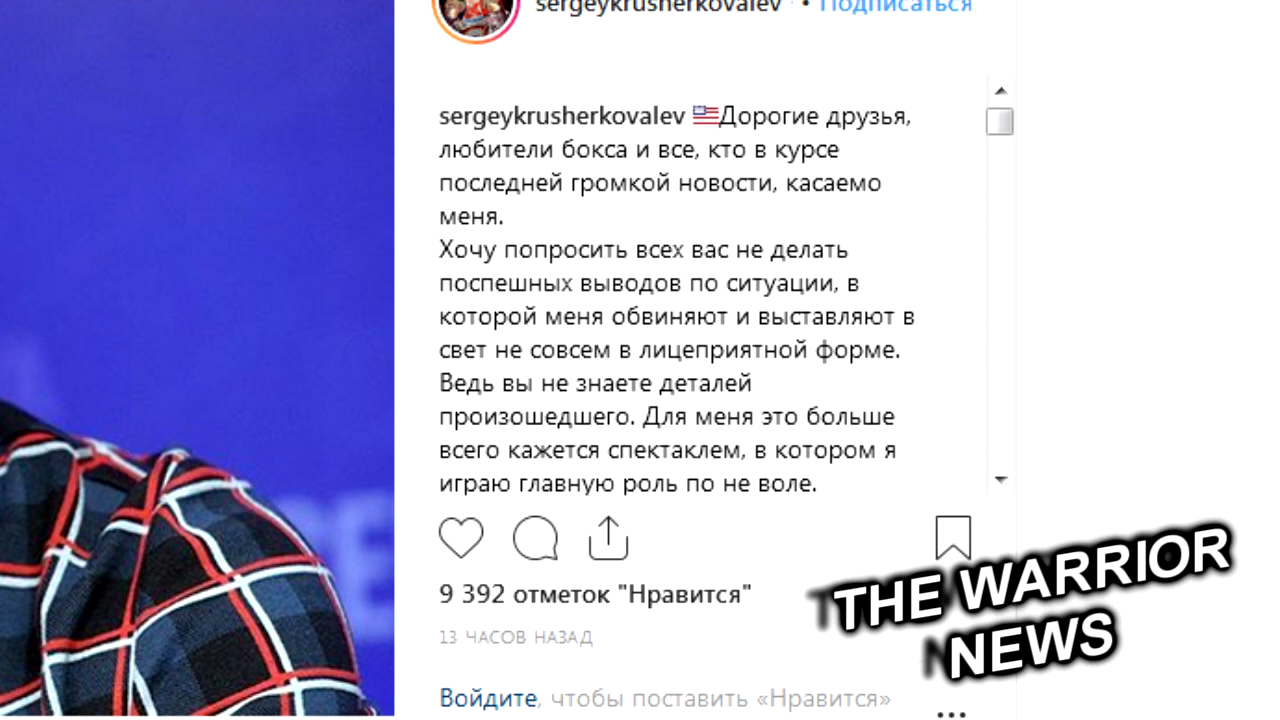 sergeykrusherkovalev • Подписаться
sergeykrusherkovalev 🇺🇸Дорогие друзья,
любители бокса и все, кто в курсе
последней громкой новости, касаемо
меня.
Хочу попросить всех вас не делать
поспешных выводов по ситуации, в
которой меня обвиняют и выставляют в
свет не совсем в лицеприятной форме.
Ведь вы не знаете деталей
произошедшего. Для меня это больше
всего кажется спектаклем, в котором я
играю главную роль по не воле.
9 392 отметок "Нравится"
13 ЧАСОВ НАЗАД
Войдите, чтобы поставить «Нравится»
THE WARRIOR
NEWS